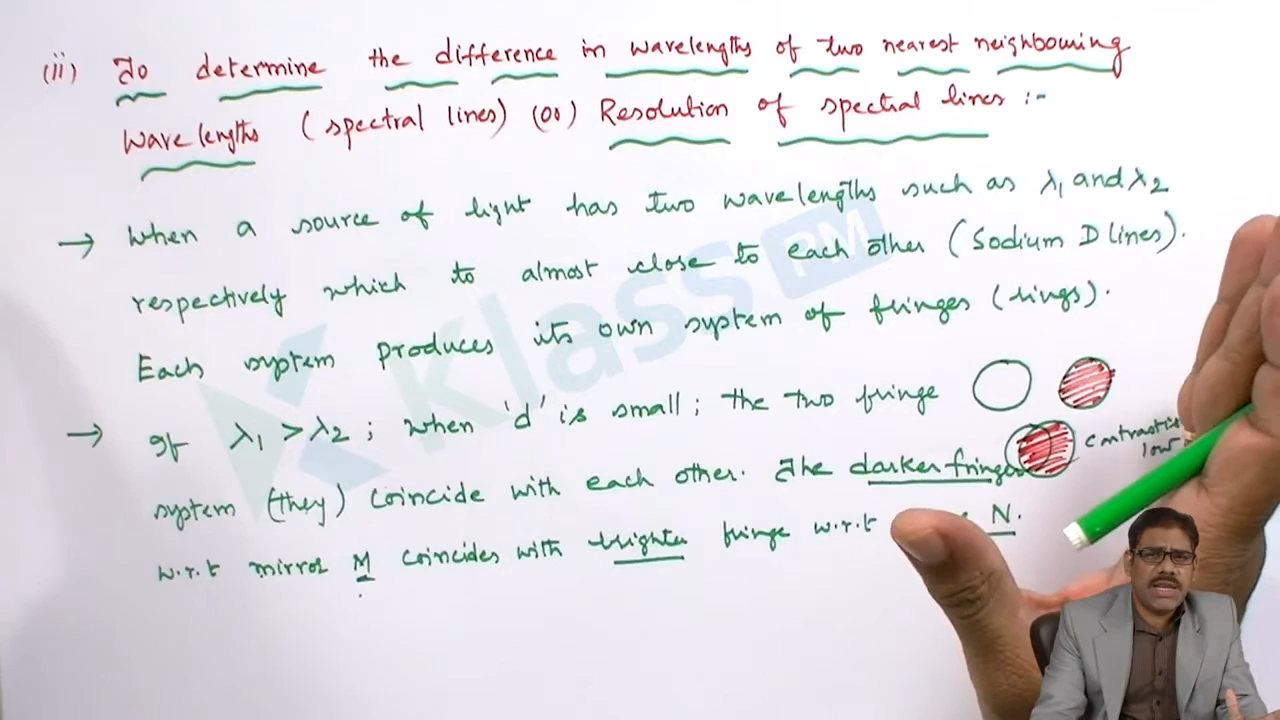 (ii) To determine the difference in wavelengths of two nearest neighbouring
wavelengths (spectral lines) (or) Resolution of spectral lines :-
→ When a source of light has two wavelengths such as λ1 and λ2
respectively which to almost close to each other (Sodium D lines).
Each system produces its own system of fringes (rings).
→ If λ1 > λ2 ; when 'd' is small ; the two fringe
contrast is
low
system (they) coincide with each other. The darker fringe
w.r.t mirror M coincides with brighter fringe w.r.t N.
Klass PM